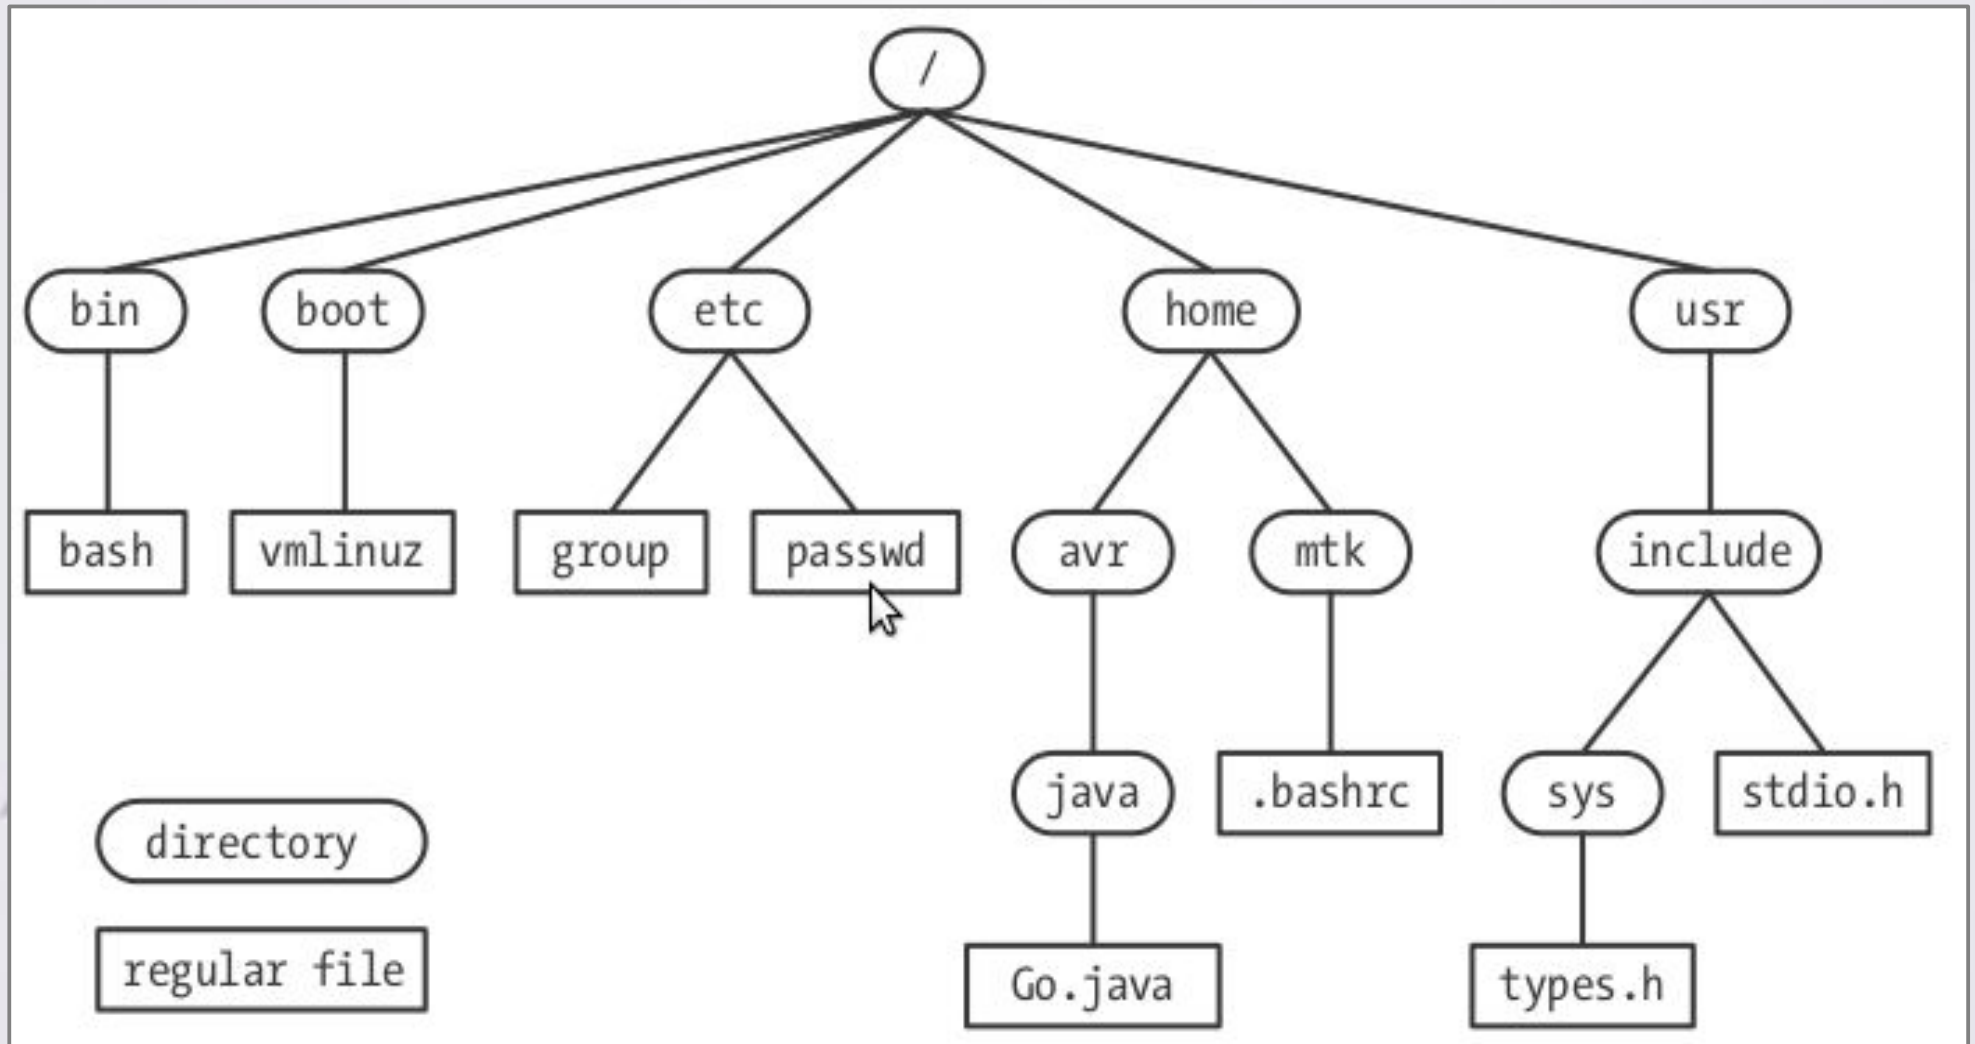 /
bin boot etc home usr
bash vmlinuz group passwd avr mtk include
java .bashrc sys stdio.h
directory
regular file
Go.java types.h